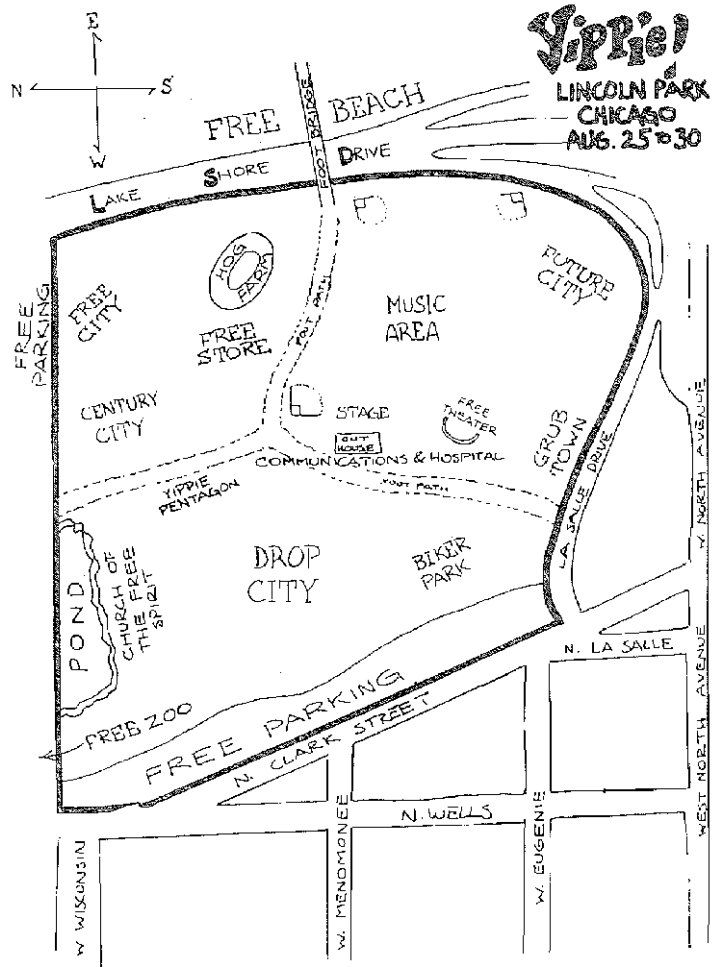 Yippie!
LINCOLN PARK
CHICAGO
AUG. 25 TO 30
E
N
S
W
FREE BEACH
FOOT BRIDGE
LAKE SHORE DRIVE
FREE
PARKING
FREE
CITY
HOG
FARM
FREE
STORE
FOOT PATH
MUSIC
AREA
FUTURE
CITY
CENTURY
CITY
STAGE
FREE
THEATER
OUT
HOUSE
GRUB
TOWN
COMMUNICATIONS & HOSPITAL
FOOT PATH
LA SALLE DRIVE
YIPPIE
PENTAGON
W. NORTH AVENUE
POND
CHURCH OF
THE FREE
SPIRIT
DROP
CITY
BIKER
PARK
N. LA SALLE
FREE ZOO
FREE PARKING
N. CLARK STREET
WEST NORTH AVENUE
N. WELLS
W WISCONSIN
W. MENOMONEE
W. EUGENIE